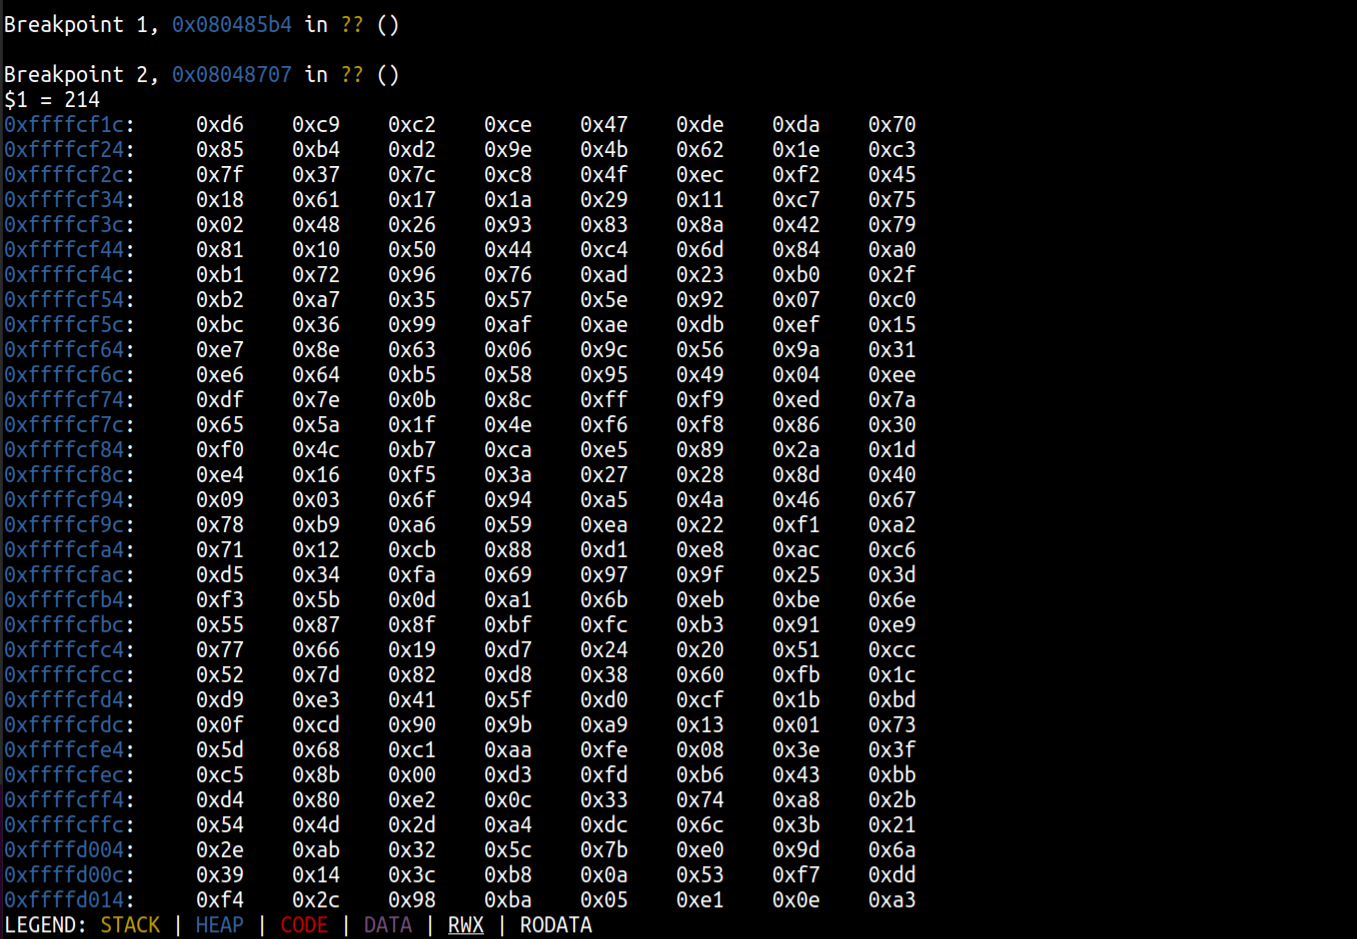 Breakpoint 1, 0x080485b4 in ?? ()
Breakpoint 2, 0x08048707 in ?? ()
$1 = 214
0xffffcf1c: 0xd6 0xc9 0xc2 0xce 0x47 0xde 0xda 0x70
0xffffcf24: 0x85 0xb4 0xd2 0x9e 0x4b 0x62 0x1e 0xc3
0xffffcf2c: 0x7f 0x37 0x7c 0xc8 0x4f 0xec 0xf2 0x45
0xffffcf34: 0x18 0x61 0x17 0x1a 0x29 0x11 0xc7 0x75
0xffffcf3c: 0x02 0x48 0x26 0x93 0x83 0x8a 0x42 0x79
0xffffcf44: 0x81 0x10 0x50 0x44 0xc4 0x6d 0x84 0xa0
0xffffcf4c: 0xb1 0x72 0x96 0x76 0xad 0x23 0xb0 0x2f
0xffffcf54: 0xb2 0xa7 0x35 0x57 0x5e 0x92 0x07 0xc0
0xffffcf5c: 0xbc 0x36 0x99 0xaf 0xae 0xdb 0xef 0x15
0xffffcf64: 0xe7 0x8e 0x63 0x06 0x9c 0x56 0x9a 0x31
0xffffcf6c: 0xe6 0x64 0xb5 0x58 0x95 0x49 0x04 0xee
0xffffcf74: 0xdf 0x7e 0x0b 0x8c 0xff 0xf9 0xed 0x7a
0xffffcf7c: 0x65 0x5a 0x1f 0x4e 0xf6 0xf8 0x86 0x30
0xffffcf84: 0xf0 0x4c 0xb7 0xca 0xe5 0x89 0x2a 0x1d
0xffffcf8c: 0xe4 0x16 0xf5 0x3a 0x27 0x28 0x8d 0x40
0xffffcf94: 0x09 0x03 0x6f 0x94 0xa5 0x4a 0x46 0x67
0xffffcf9c: 0x78 0xb9 0xa6 0x59 0xea 0x22 0xf1 0xa2
0xffffcfa4: 0x71 0x12 0xcb 0x88 0xd1 0xe8 0xac 0xc6
0xffffcfac: 0xd5 0x34 0xfa 0x69 0x97 0x9f 0x25 0x3d
0xffffcfb4: 0xf3 0x5b 0x0d 0xa1 0x6b 0xeb 0xbe 0x6e
0xffffcfbc: 0x55 0x87 0x8f 0xbf 0xfc 0xb3 0x91 0xe9
0xffffcfc4: 0x77 0x66 0x19 0xd7 0x24 0x20 0x51 0xcc
0xffffcfcc: 0x52 0x7d 0x82 0xd8 0x38 0x60 0xfb 0x1c
0xffffcfd4: 0xd9 0xe3 0x41 0x5f 0xd0 0xcf 0x1b 0xbd
0xffffcfdc: 0x0f 0xcd 0x90 0x9b 0xa9 0x13 0x01 0x73
0xffffcfe4: 0x5d 0x68 0xc1 0xaa 0xfe 0x08 0x3e 0x3f
0xffffcfec: 0xc5 0x8b 0x00 0xd3 0xfd 0xb6 0x43 0xbb
0xffffcff4: 0xd4 0x80 0xe2 0x0c 0x33 0x74 0xa8 0x2b
0xffffcffc: 0x54 0x4d 0x2d 0xa4 0xdc 0x6c 0x3b 0x21
0xffffd004: 0x2e 0xab 0x32 0x5c 0x7b 0xe0 0x9d 0x6a
0xffffd00c: 0x39 0x14 0x3c 0xb8 0x0a 0x53 0xf7 0xdd
0xffffd014: 0xf4 0x2c 0x98 0xba 0x05 0xe1 0x0e 0xa3
LEGEND: STACK | HEAP | CODE | DATA | RWX | RODATA